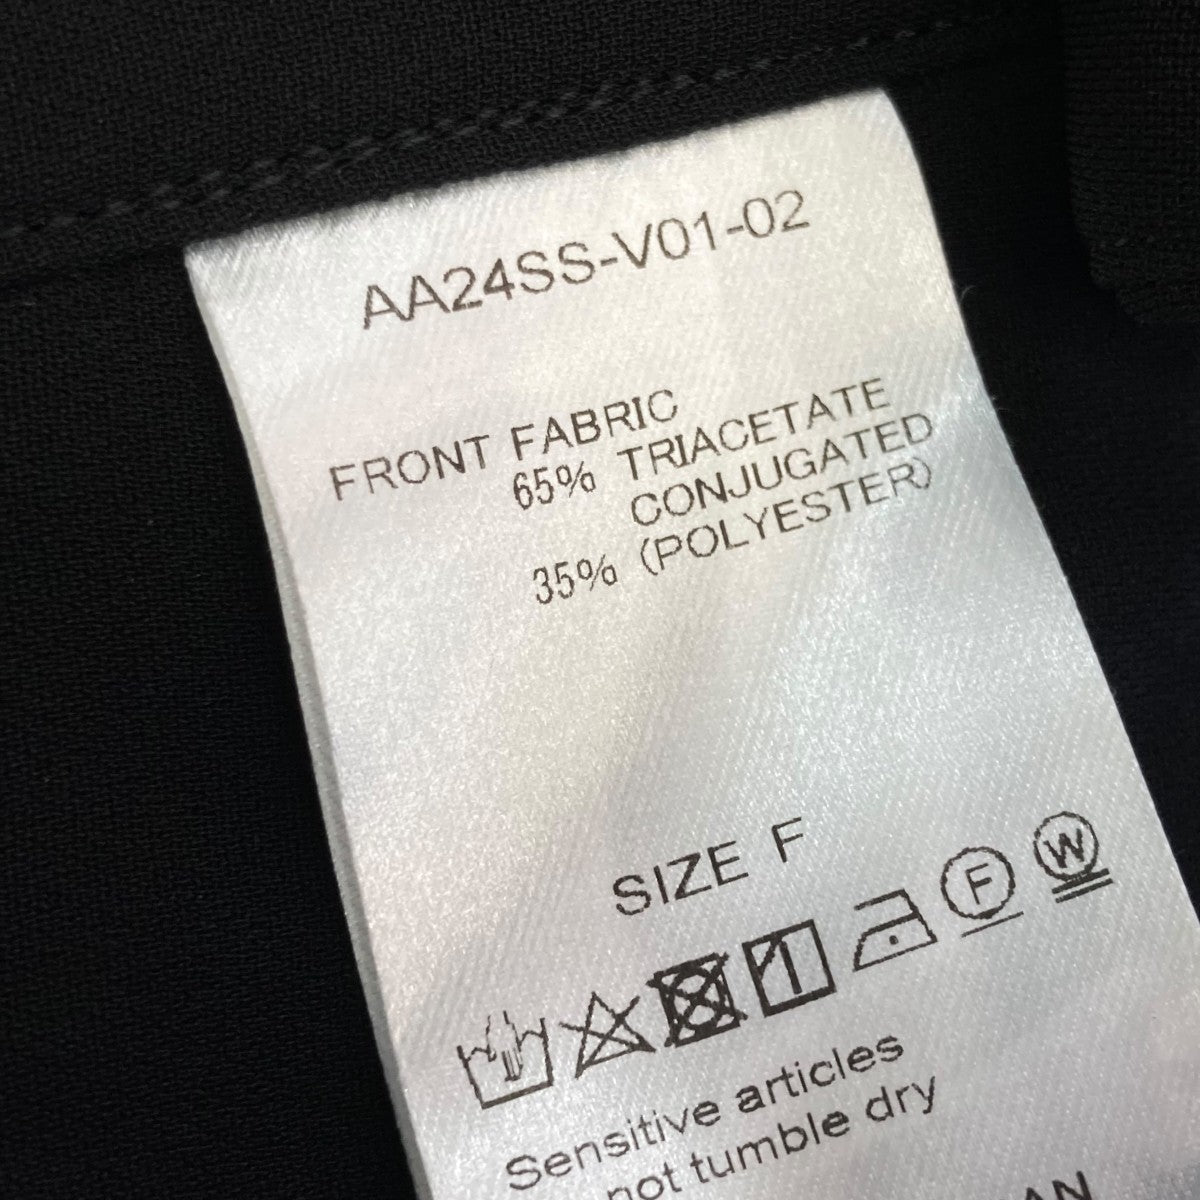 AA24SS-V01-02
FRONT FABRIC
65% TRIACETATE
CONJUGATED
35% (POLYESTER)
SIZE F
F
W
Sensitive articles
not tumble dry